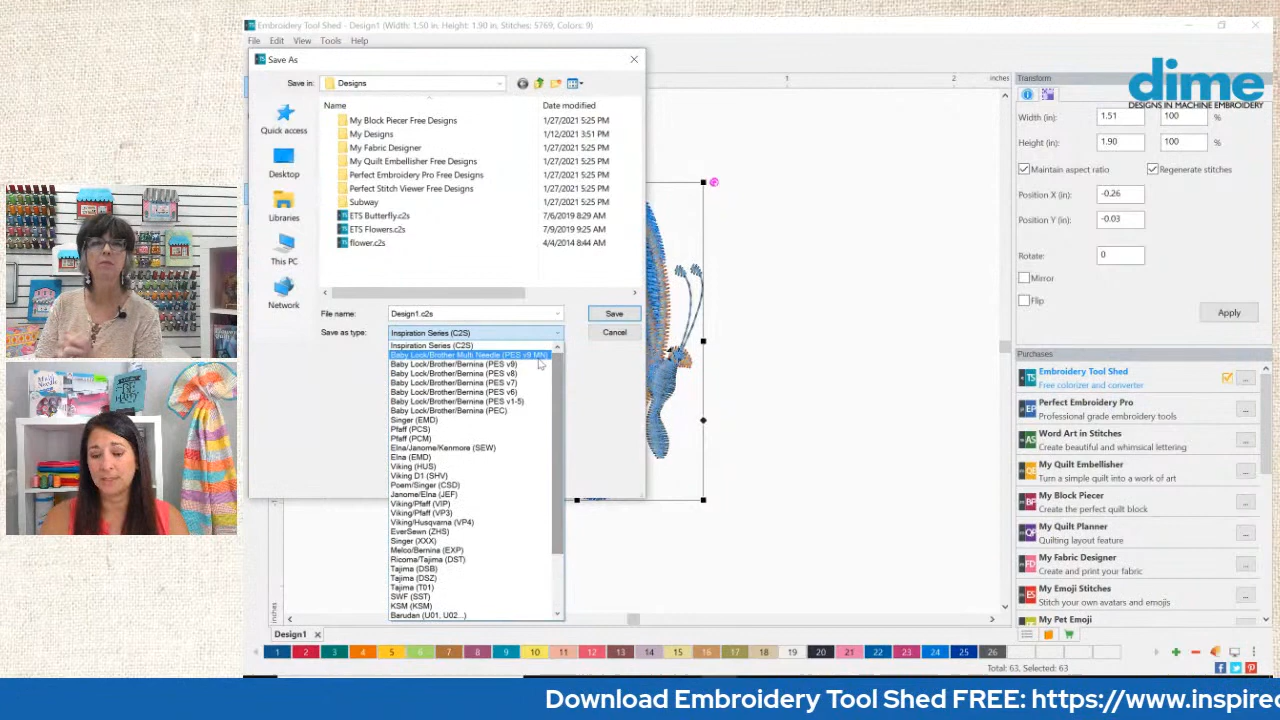 Embroidery Tool Shed - Design1 (Width: 1.50 in, Height: 1.90 in, Stitches: 5769, Colors: 9)
File Edit View Tools Help
Save As
Save in: Designs
Name Date modified
Quick access
Desktop
Libraries
This PC
Network
My Block Piecer Free Designs 1/27/2021 5:25 PM
My Designs 1/12/2021 3:51 PM
My Fabric Designer 1/27/2021 5:25 PM
My Quilt Embellisher Free Designs 1/27/2021 5:25 PM
Perfect Embroidery Pro Free Designs 1/27/2021 5:25 PM
Perfect Stitch Viewer Free Designs 1/27/2021 5:25 PM
Subway 1/27/2021 5:25 PM
ETS Butterfly.c2s 7/6/2019 8:29 AM
ETS Flowers.c2s 7/9/2019 9:25 AM
flower.c2s 4/4/2014 8:44 AM
File name: Design1.c2s Save
Save as type: Inspiration Series (C2S) Cancel
Inspiration Series (C2S)
Baby Lock/Brother Multi Needle (PES v9 MN)
Baby Lock/Brother/Bernina (PES v9)
Baby Lock/Brother/Bernina (PES v8)
Baby Lock/Brother/Bernina (PES v7)
Baby Lock/Brother/Bernina (PES v6)
Baby Lock/Brother/Bernina (PES v1-5)
Baby Lock/Brother/Bernina (PEC)
Singer (EMD)
Pfaff (PCS)
Pfaff (PCM)
Elna/Janome/Kenmore (SEW)
Elna (EMD)
Viking (HUS)
Viking D1 (SHV)
Poem/Singer (CSD)
Janome/Elna (JEF)
Viking/Pfaff (VIP)
Viking/Pfaff (VP3)
Viking/Husqvarna (VP4)
EverSewn (ZHS)
Singer (XXX)
Melco/Bernina (EXP)
Ricoma/Tajima (DST)
Tajima (DSB)
Tajima (DSZ)
Tajima (T01)
SWF (SST)
KSM (KSM)
Barudan (U01, U02...)
1 2 inches
inches
dime
DESIGNS IN MACHINE EMBROIDERY
Transform
Width (in): 1.51 100 %
Height (in): 1.90 100 %
Maintain aspect ratio Regenerate stitches
Position X (in): -0.26
Position Y (in): -0.03
Rotate: 0
Mirror
Flip
Apply
Purchases
Embroidery Tool Shed
Free colorizer and converter
Perfect Embroidery Pro
Professional grade embroidery tools
Word Art in Stitches
Create beautiful and whimsical lettering
My Quilt Embellisher
Turn a simple quilt into a work of art
My Block Piecer
Create the perfect quilt block
My Quilt Planner
Quilting layout feature
My Fabric Designer
Create and print your fabric
My Emoji Stitches
Stitch your own avatars and emojis
My Pet Emoji
Design1
1 2 3 4 5 6 7 8 9 10 11 12 13 14 15 16 17 18 19 20 21 22 23 24 25 26
Total: 63, Selected: 63
Download Embroidery Tool Shed FREE: https://www.inspired